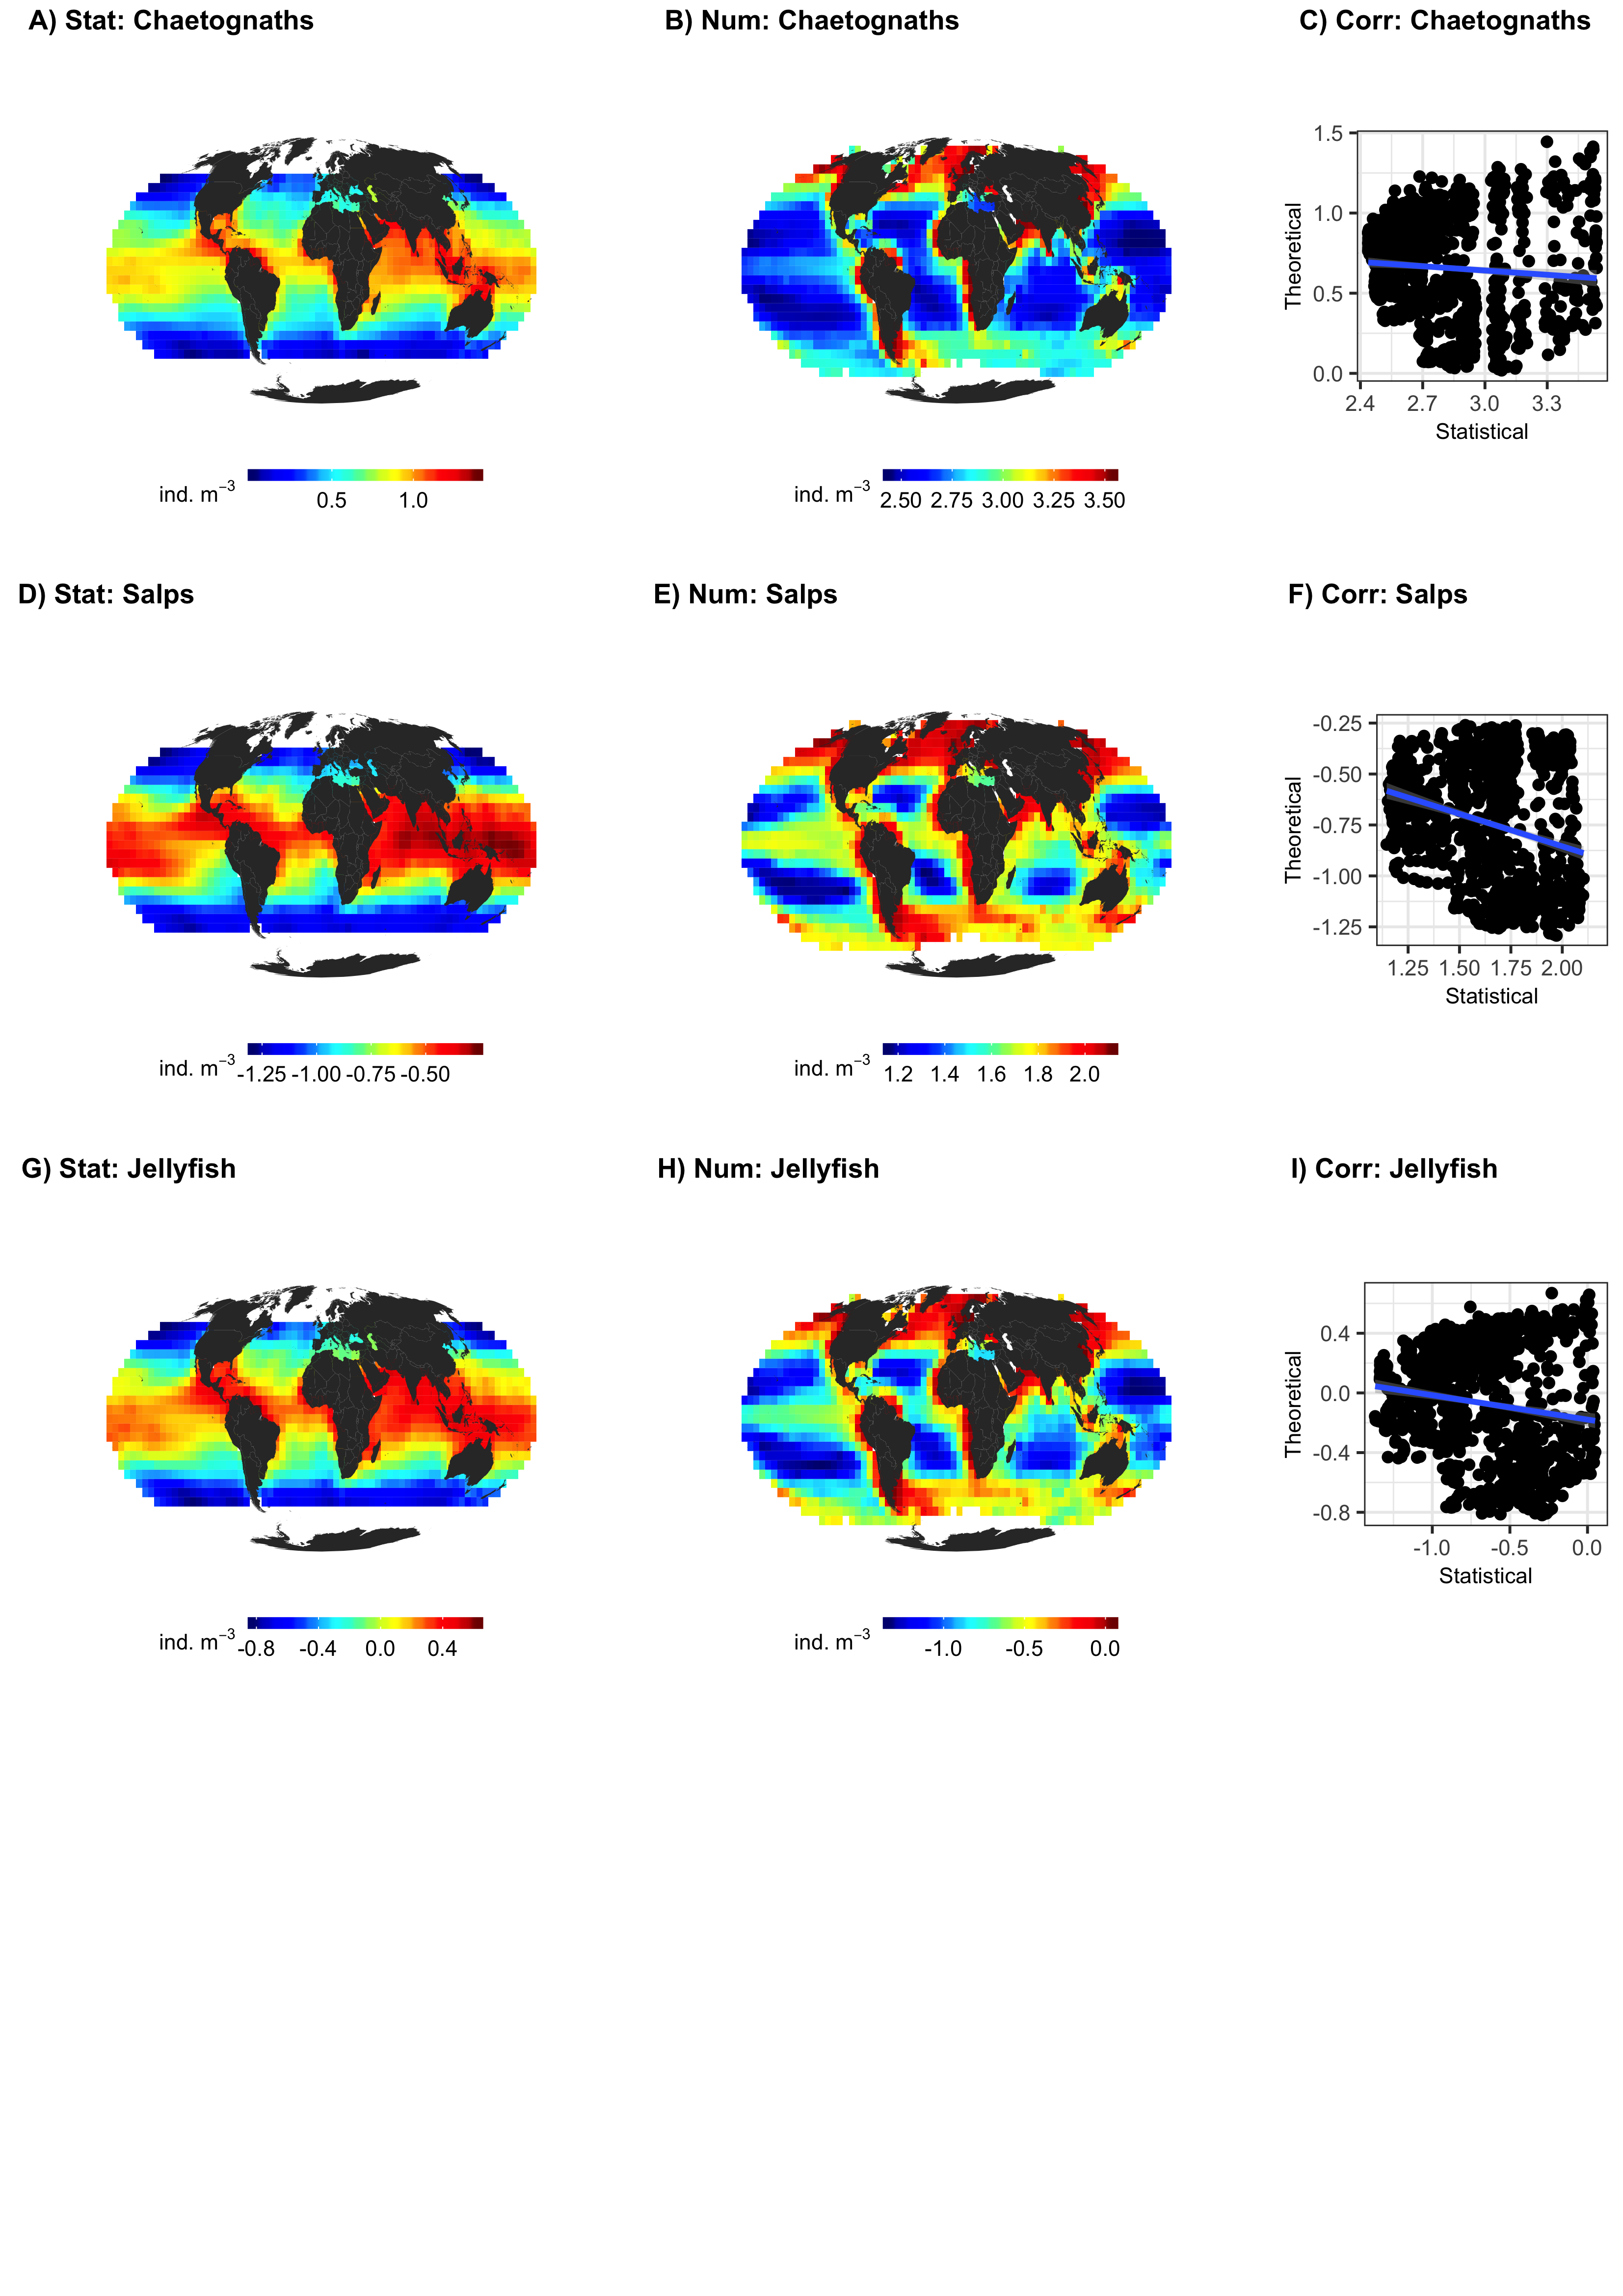 A) Stat: Chaetognaths
B) Num: Chaetognaths
C) Corr: Chaetognaths
1.5
1.0
0.5
0.0
Theoretical
2.4 2.7 3.0 3.3
Statistical
ind. m−3
0.5 1.0
ind. m−3
2.50 2.75 3.00 3.25 3.50
D) Stat: Salps
E) Num: Salps
F) Corr: Salps
-0.25
-0.50
-0.75
-1.00
-1.25
Theoretical
1.25 1.50 1.75 2.00
Statistical
ind. m−3
-1.25 -1.00 -0.75 -0.50
ind. m−3
1.2 1.4 1.6 1.8 2.0
G) Stat: Jellyfish
H) Num: Jellyfish
I) Corr: Jellyfish
0.4
0.0
-0.4
-0.8
Theoretical
-1.0 -0.5 0.0
Statistical
ind. m−3
-0.8 -0.4 0.0 0.4
ind. m−3
-1.0 -0.5 0.0